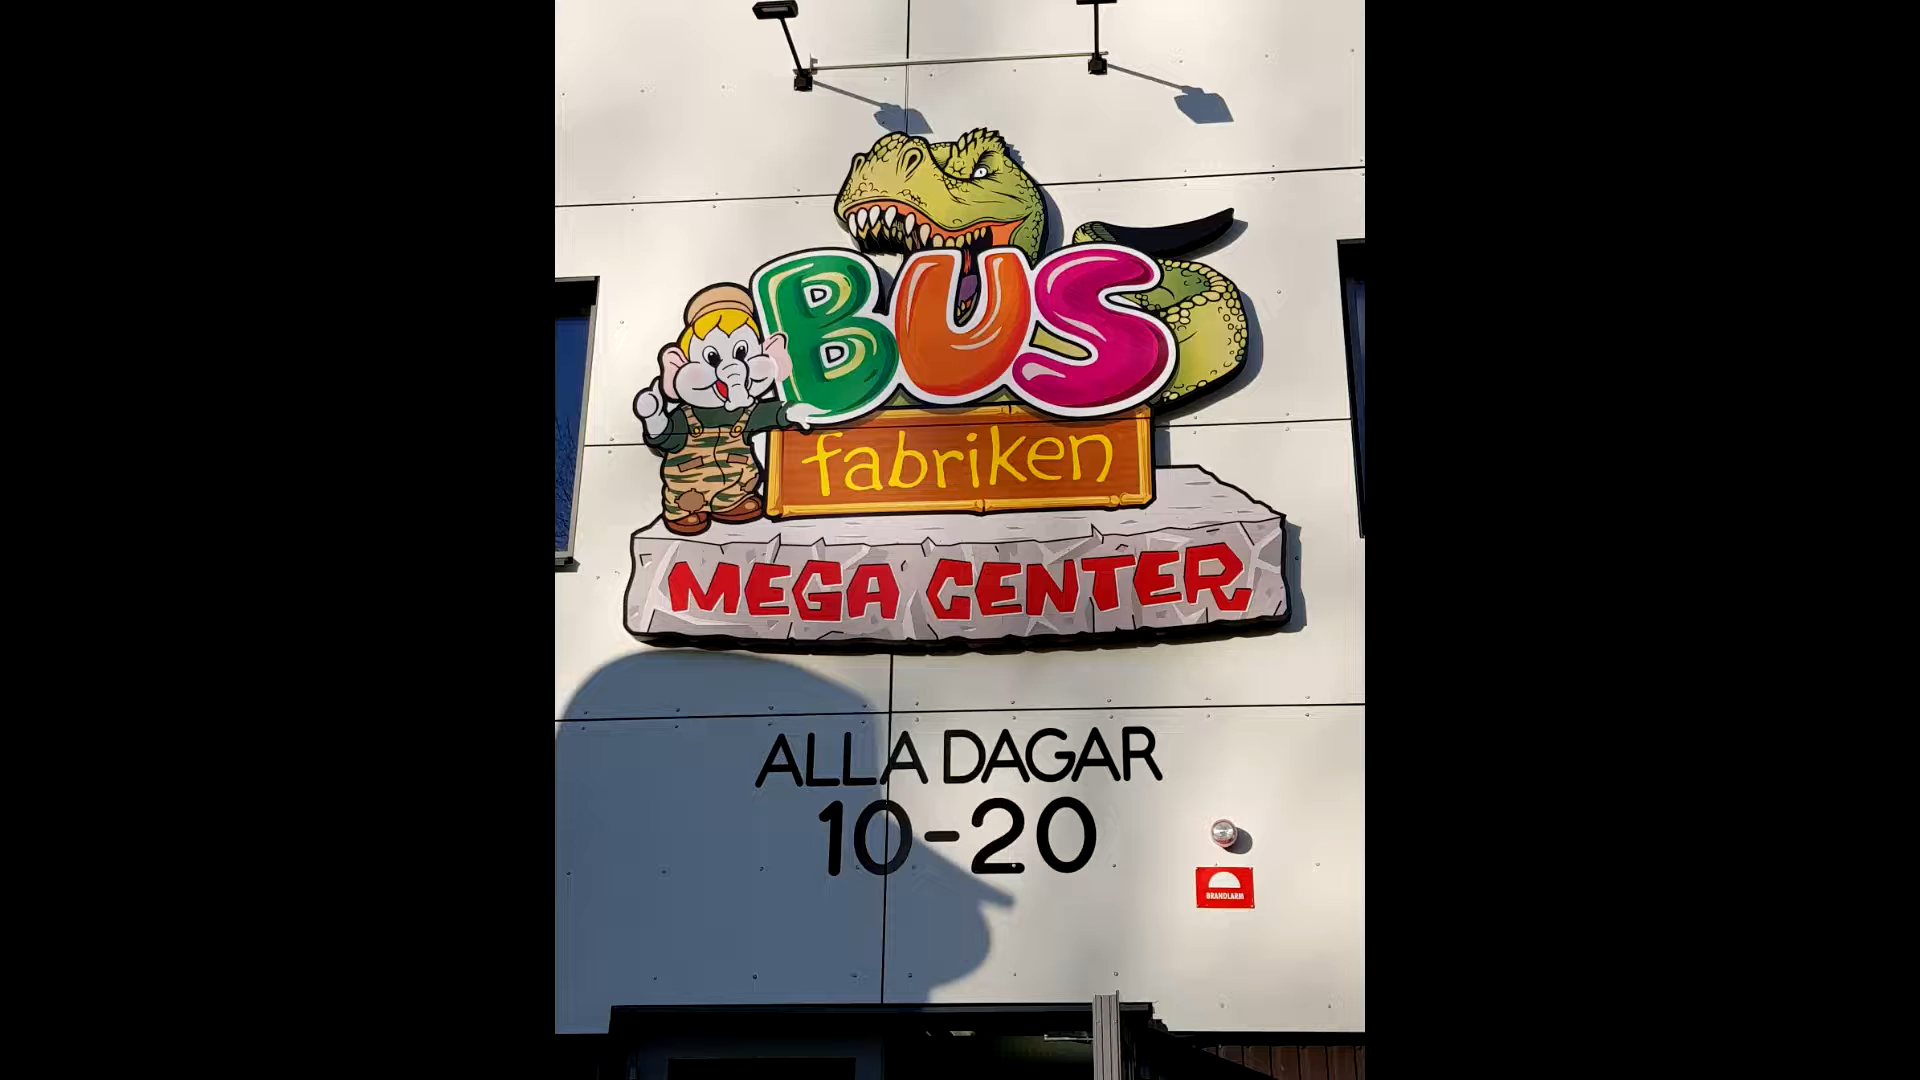 BUS
fabriken
MEGA CENTER
ALLA DAGAR
10-20
BRANDLARM